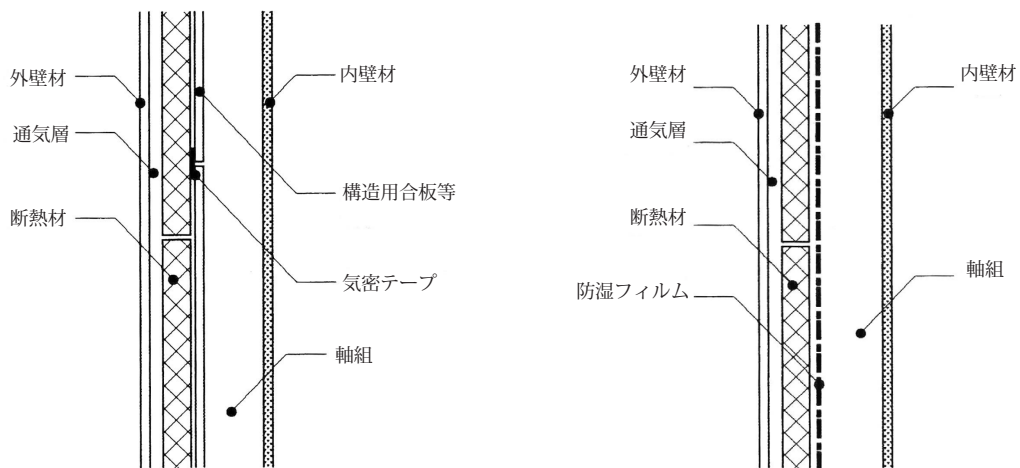 外壁材
通気層
断熱材
内壁材
構造用合板等
気密テープ
軸組
外壁材
通気層
断熱材
防湿フィルム
内壁材
軸組